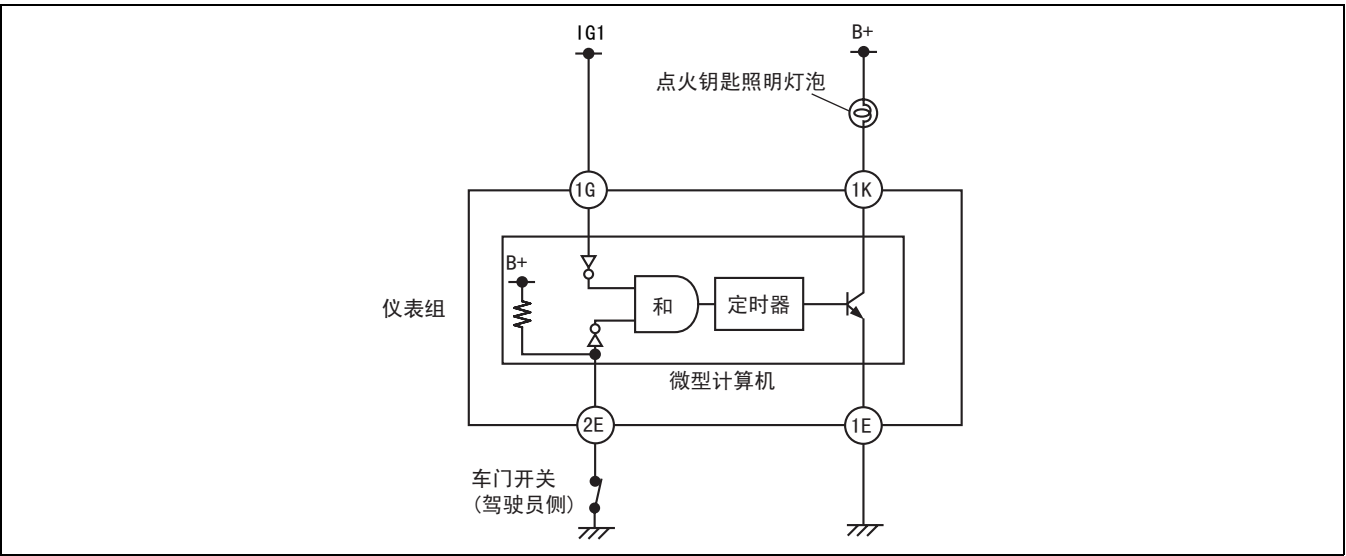 IG1
B+
点火钥匙照明灯泡
1G
1K
B+
和
定时器
仪表组
微型计算机
2E
1E
车门开关
(驾驶员侧)